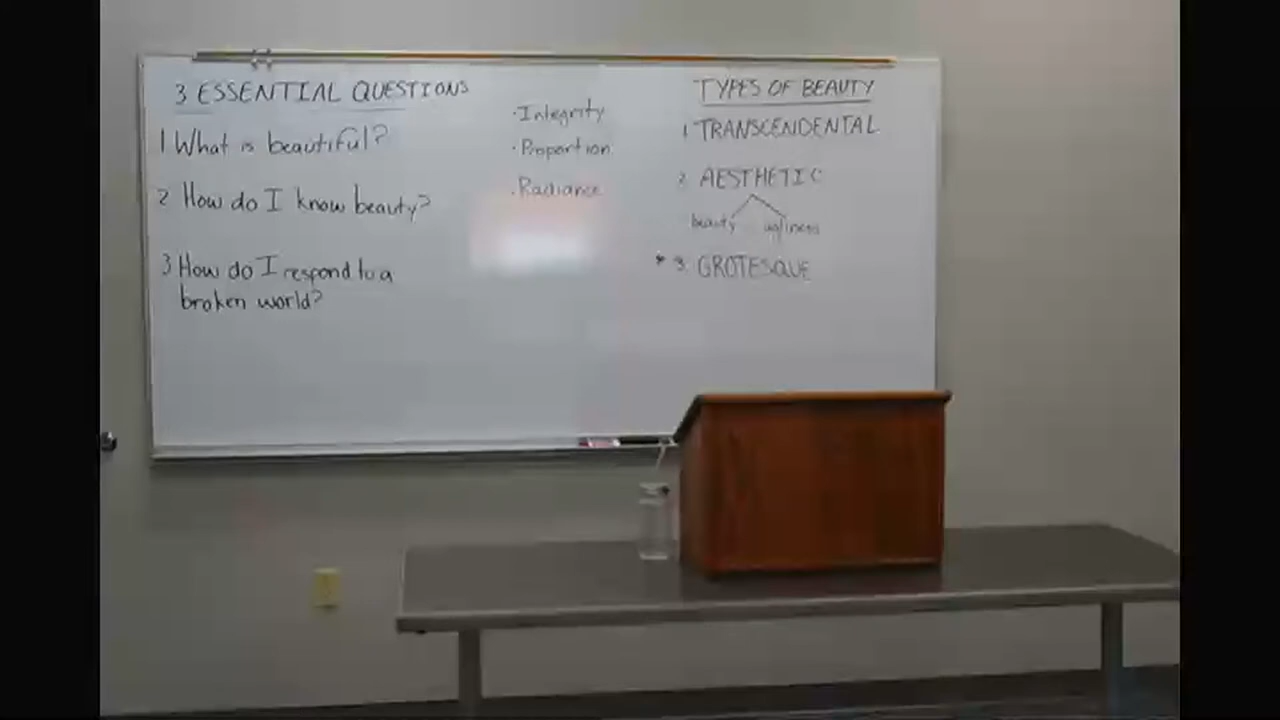 3 ESSENTIAL QUESTIONS
1 What is beautiful?
2 How do I know beauty?
3 How do I respond to a
broken world?
· Integrity
· Proportion
· Radiance
TYPES OF BEAUTY
1 TRANSCENDENTAL
2. AESTHETIC
beauty ugliness
* 3. GROTESQUE